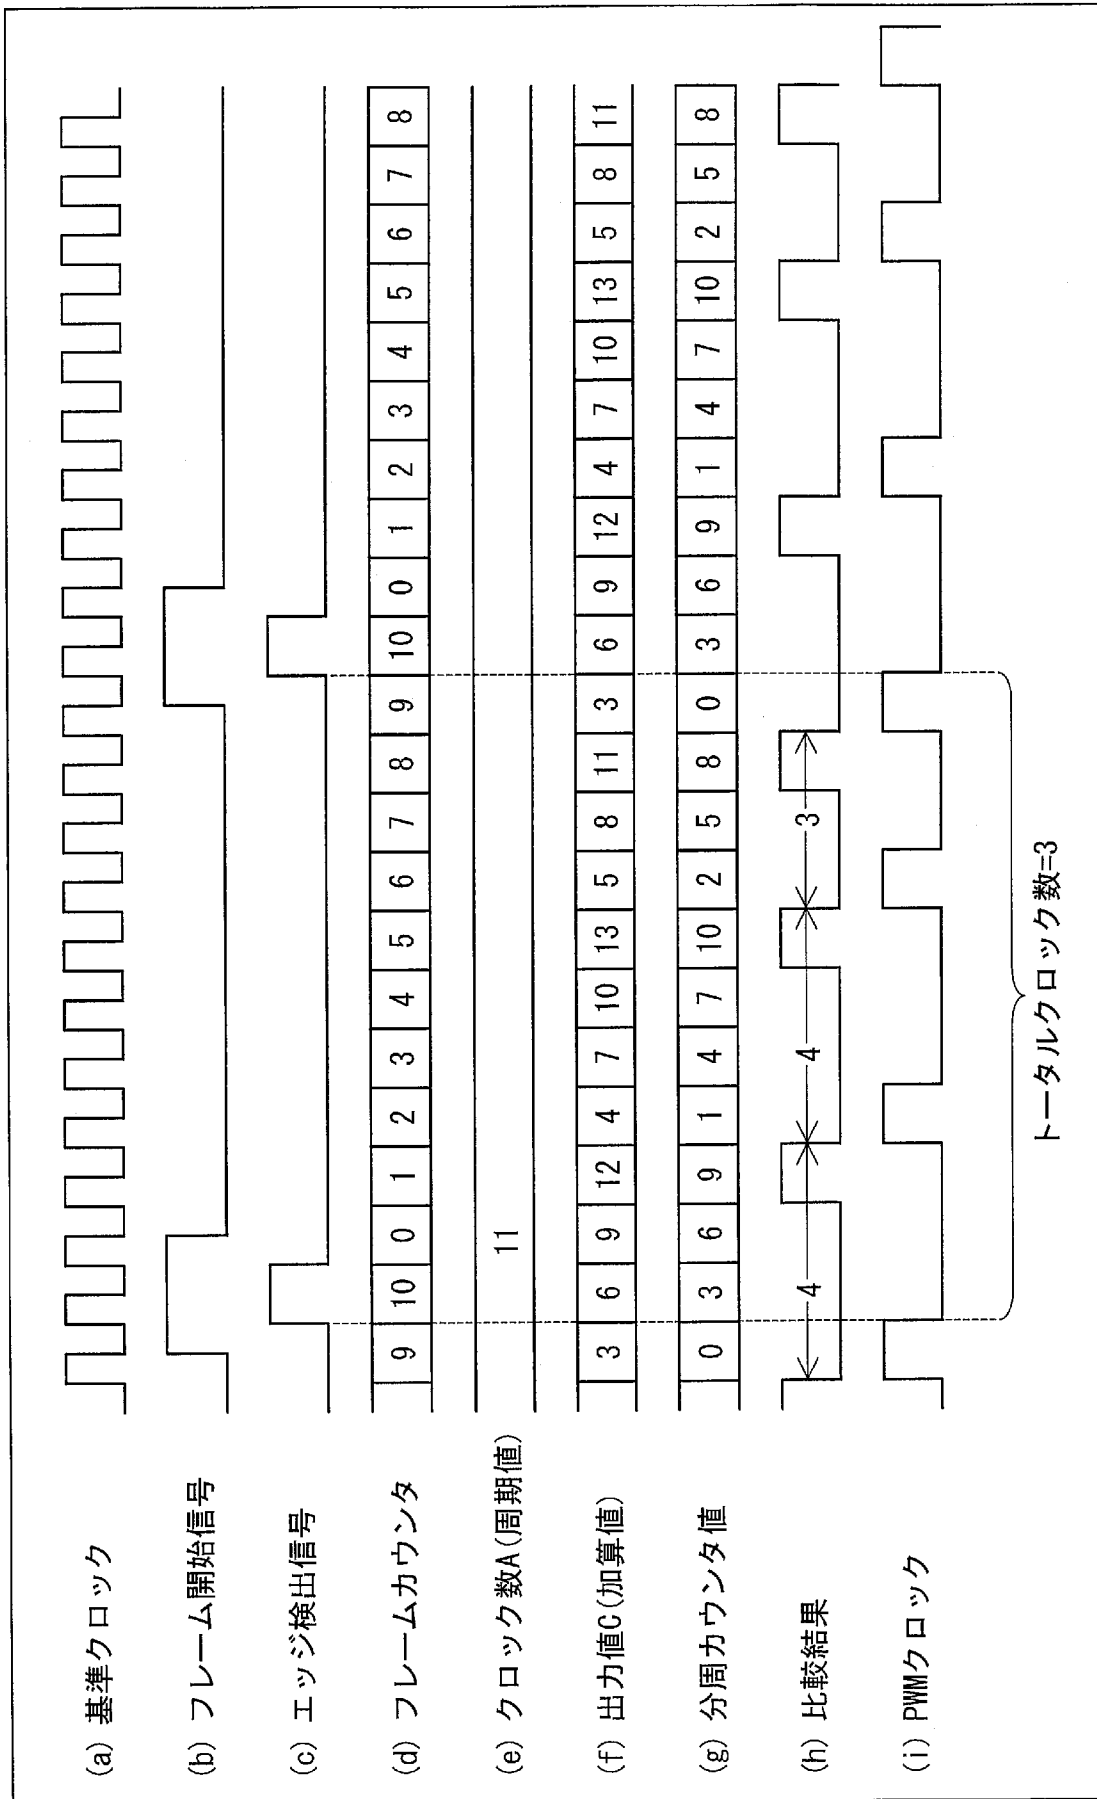 (a) 基準クロック
(b) フレーム開始信号
(c) エッジ検出信号
(d) フレームカウンタ 9 10 0 1 2 3 4 5 6 7 8 9 10 0 1 2 3 4 5 6 7 8
(e) クロック数A(周期値) 11
(f) 出力値C(加算値) 3 6 9 12 4 7 10 13 5 8 11 3 6 9 12 4 7 10 13 5 8 11
(g) 分周カウンタ値 0 3 6 9 1 4 7 10 2 5 8 0 3 6 9 1 4 7 10 2 5 8
(h) 比較結果 4 4 3
(i) PWMクロック
トータルクロック数=3